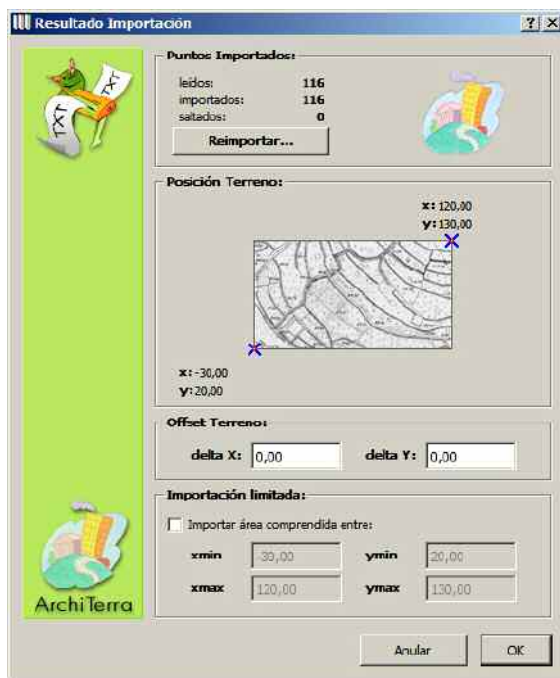 Resultado Importación
TXT
TXT
Puntos Importados:
leidos: 116
importados: 116
saltados: 0
Reimportar...
Posición Terreno:
x: 120,00
y: 130,00
x: -30,00
y: 20,00
Offset Terreno:
delta X: 0,00 delta Y: 0,00
Importación limitada:
Importar área comprendida entre:
xmin -30,00 ymin 20,00
xmax 120,00 ymax 130,00
ArchiTerra
Anular OK